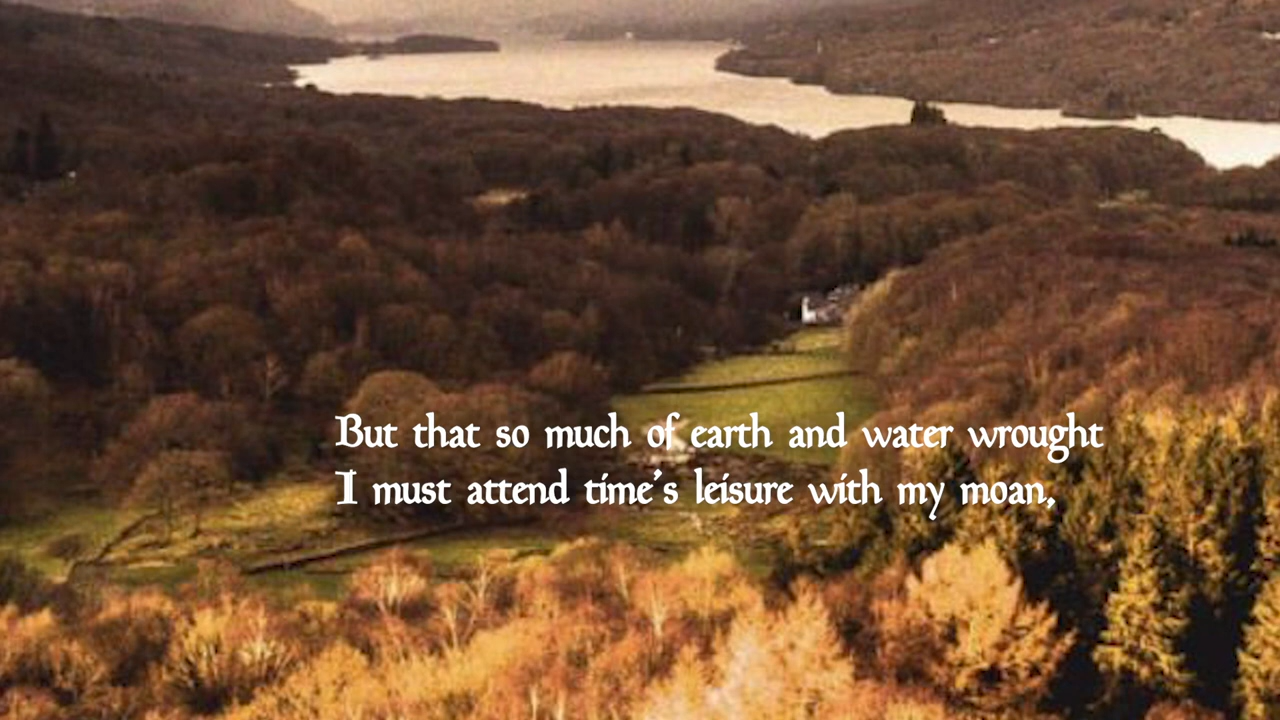 But that so much of earth and water wrought
I must attend time's leisure with my moan,